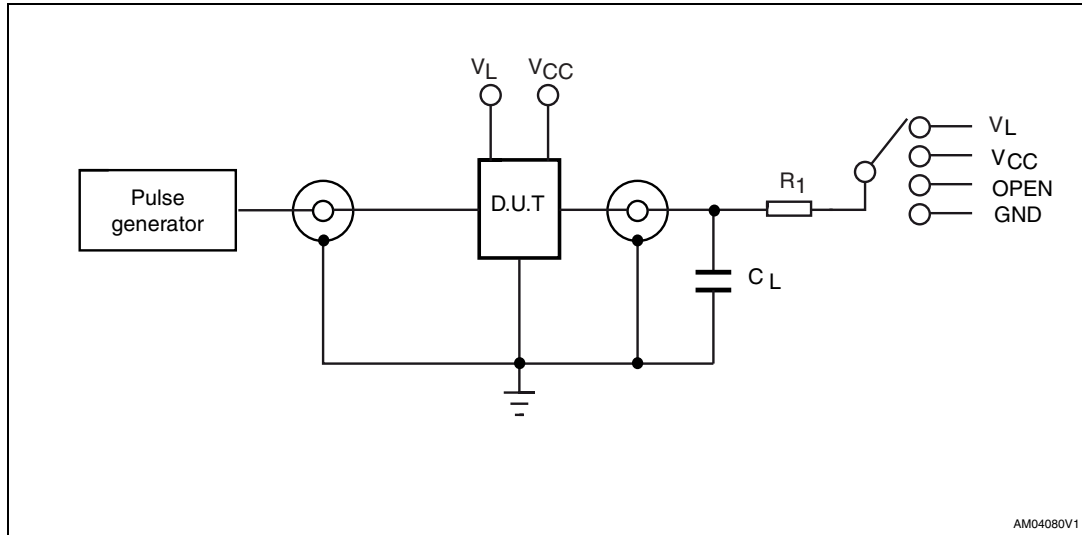 VL
VCC
Pulse
generator
D.U.T
R1
CL
VL
VCC
OPEN
GND
AM04080V1